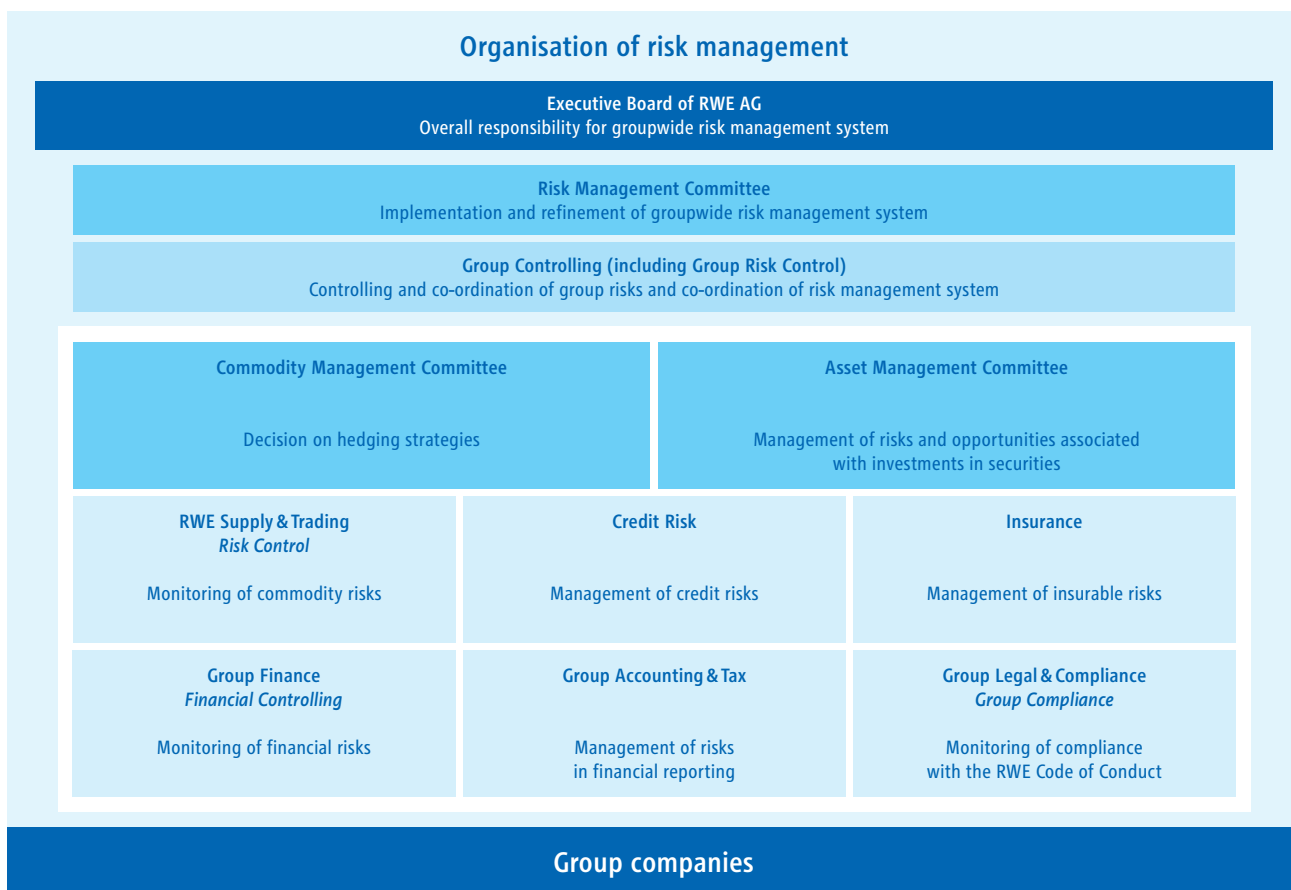 Organisation of risk management
Executive Board of RWE AG
Overall responsibility for groupwide risk management system
Risk Management Committee
Implementation and refinement of groupwide risk management system
Group Controlling (including Group Risk Control)
Controlling and co-ordination of group risks and co-ordination of risk management system
Commodity Management Committee
Decision on hedging strategies
Asset Management Committee
Management of risks and opportunities associated
with investments in securities
RWE Supply & Trading
Risk Control
Monitoring of commodity risks
Credit Risk
Management of credit risks
Insurance
Management of insurable risks
Group Finance
Financial Controlling
Monitoring of financial risks
Group Accounting & Tax
Management of risks
in financial reporting
Group Legal & Compliance
Group Compliance
Monitoring of compliance
with the RWE Code of Conduct
Group companies